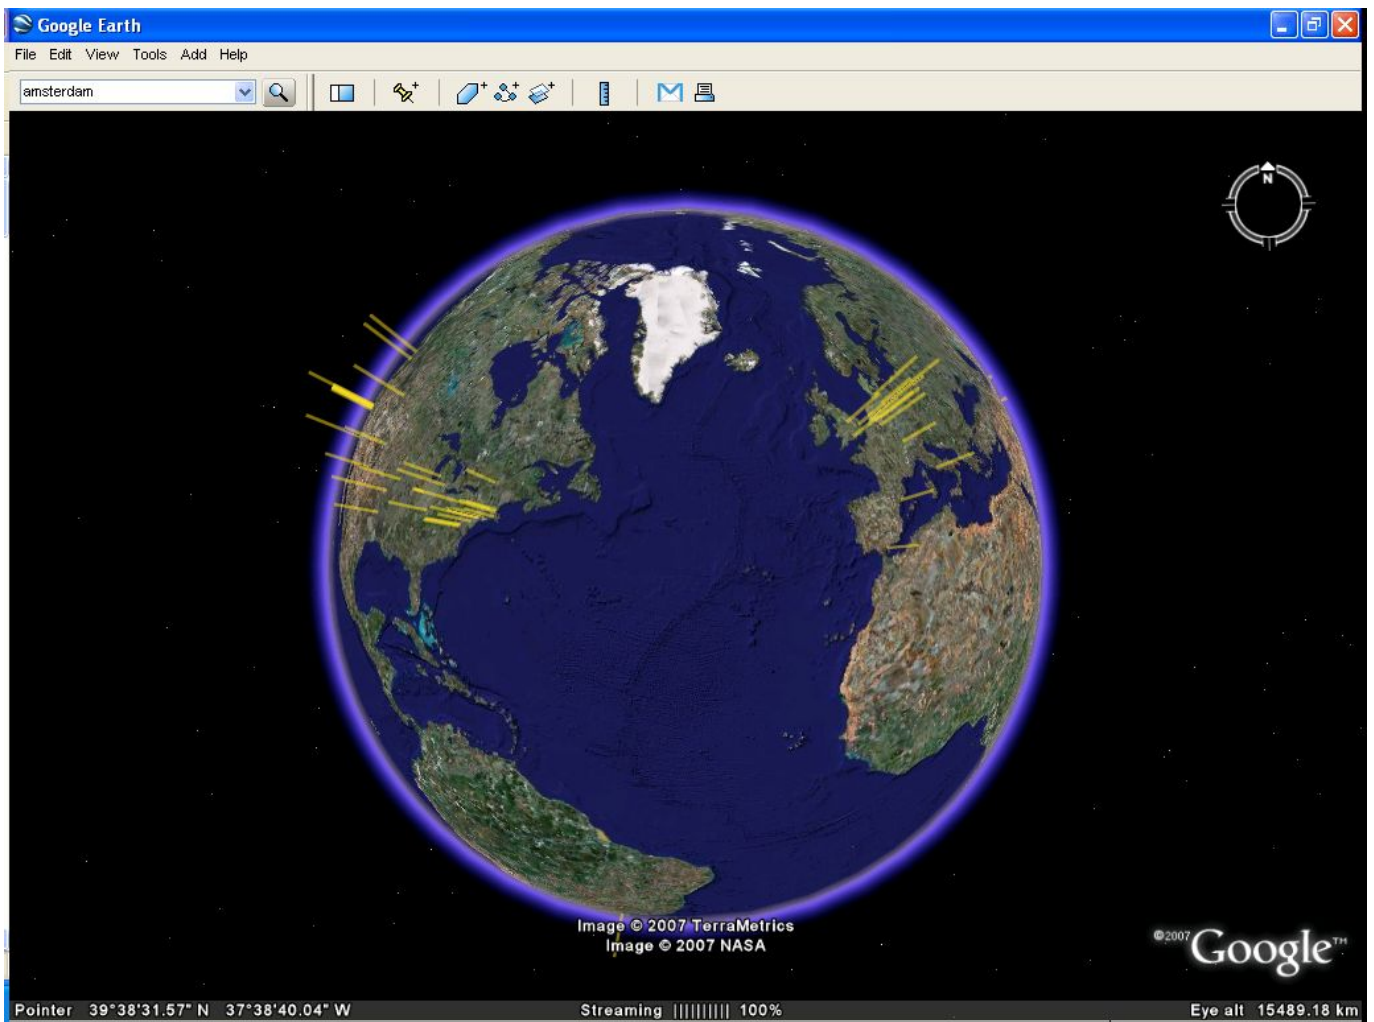 Google Earth
File Edit View Tools Add Help
amsterdam
N
Image © 2007 TerraMetrics
Image © 2007 NASA
©2007 Google™
Pointer 39°38'31.57" N 37°38'40.04" W Streaming |||||||||| 100% Eye alt 15489.18 km